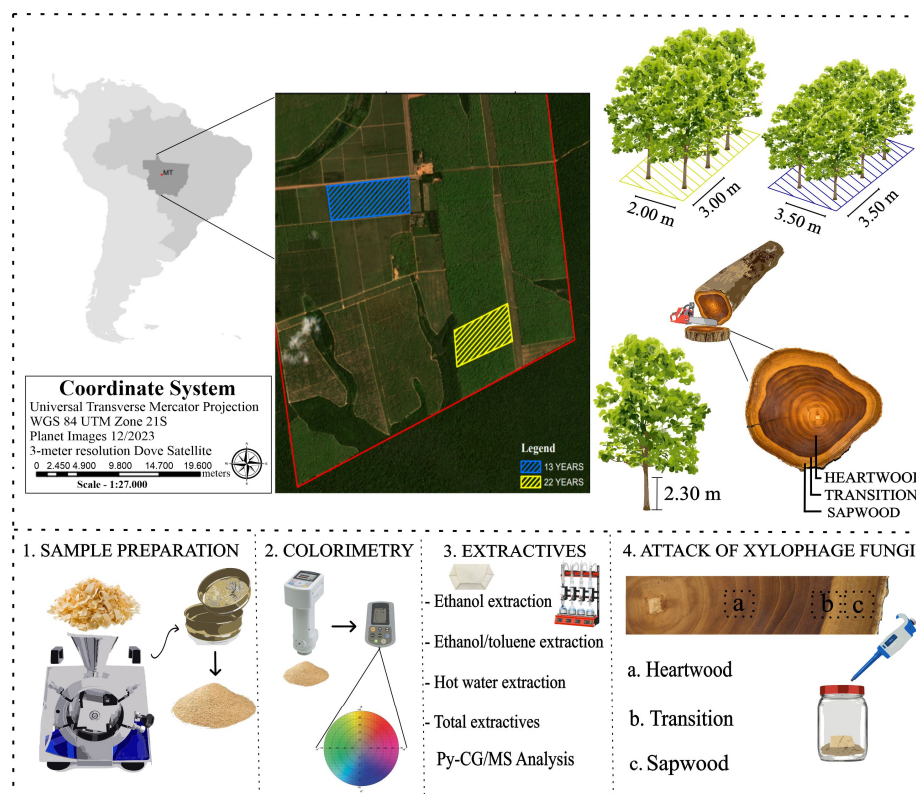 MT
2.00 m
3.00 m
3.50 m
3.50 m
Coordinate System
Universal Transverse Mercator Projection
WGS 84 UTM Zone 21S
Planet Images 12/2023
3-meter resolution Dove Satellite
0 2.450 4.900 9.800 14.700 19.600
meters
Scale - 1:27.000
Legend
13 YEARS
22 YEARS
2.30 m
HEARTWOOD
TRANSITION
SAPWOOD
1. SAMPLE PREPARATION
2. COLORIMETRY
3. EXTRACTIVES
- Ethanol extraction
- Ethanol/toluene extraction
- Hot water extraction
- Total extractives
Py-CG/MS Analysis
4. ATTACK OF XYLOPHAGE FUNGI
a
b
c
a. Heartwood
b. Transition
c. Sapwood